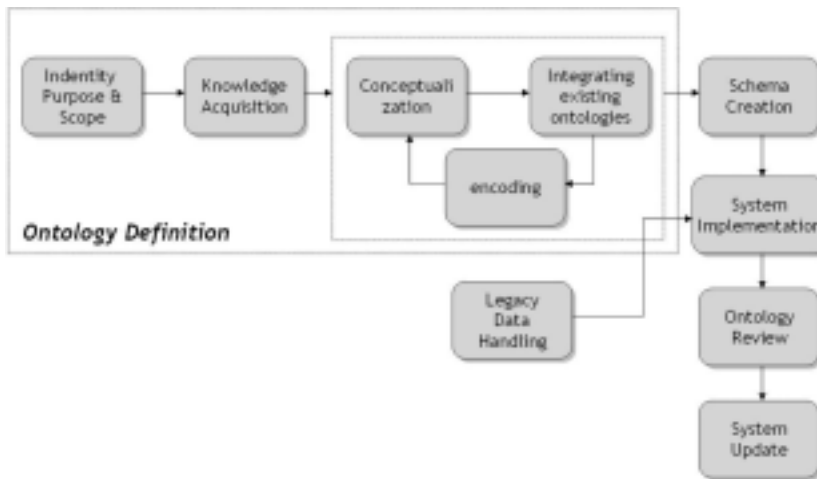 Indentity
Purpose &
Scope
Knowledge
Acquisition
Conceptuali
zation
Integrating
existing
ontologies
encoding
Ontology Definition
Schema
Creation
System
Implementation
Legacy
Data
Handling
Ontology
Review
System
Update